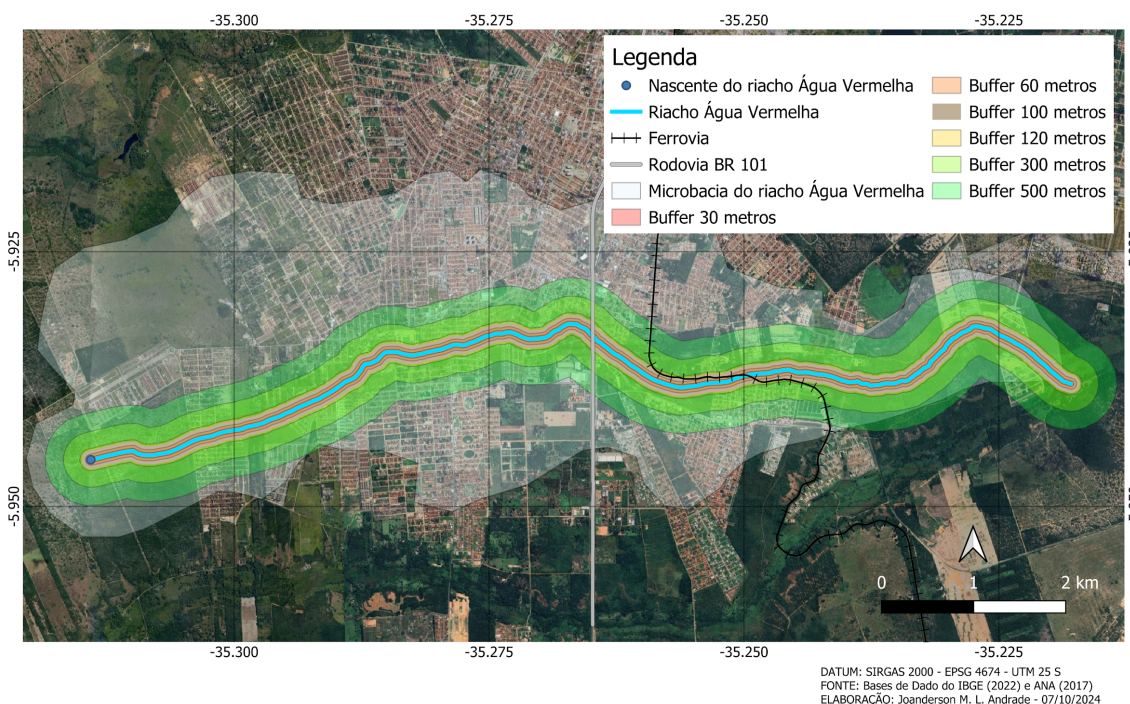 -35.300 -35.275 -35.250 -35.225
Legenda
Nascente do riacho Água Vermelha
Riacho Água Vermelha
Ferrovia
Rodovia BR 101
Microbacia do riacho Água Vermelha
Buffer 30 metros
Buffer 60 metros
Buffer 100 metros
Buffer 120 metros
Buffer 300 metros
Buffer 500 metros
-5.925
-5.950
0 1 2 km
-35.300 -35.275 -35.250 -35.225
DATUM: SIRGAS 2000 - EPSG 4674 - UTM 25 S
FONTE: Bases de Dado do IBGE (2022) e ANA (2017)
ELABORAÇÃO: Joanderson M. L. Andrade - 07/10/2024